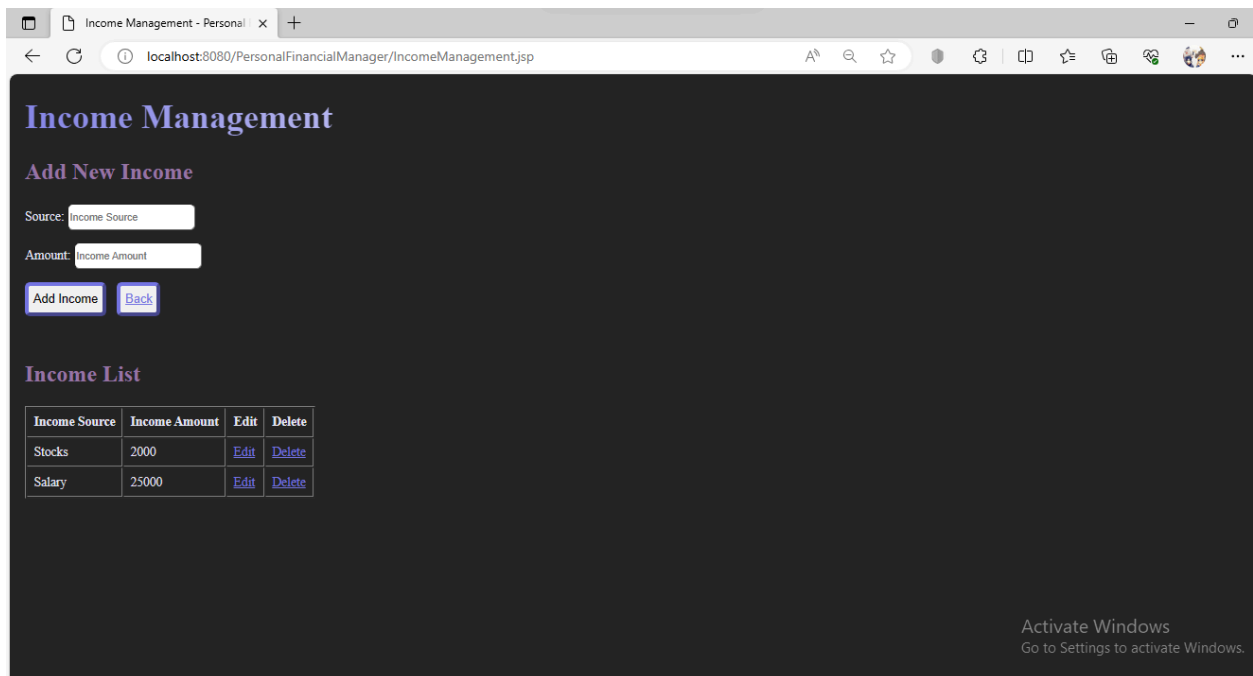 Income Management - Personal
localhost:8080/PersonalFinancialManager/IncomeManagement.jsp
Income Management
Add New Income
Source: Income Source
Amount: Income Amount
Add Income Back
Income List
Income Source Income Amount Edit Delete
Stocks 2000 Edit Delete
Salary 25000 Edit Delete
Activate Windows
Go to Settings to activate Windows.